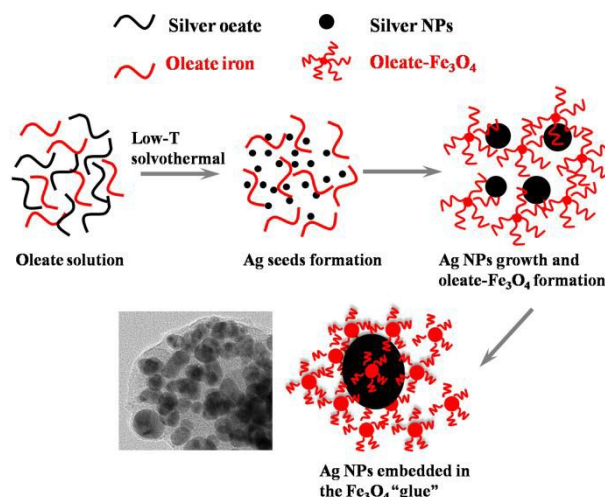 Silver oeate
Silver NPs
Oleate iron
Oleate-Fe₃O₄
Low-T
solvothermal
Oleate solution
Ag seeds formation
Ag NPs growth and
oleate-Fe₃O₄ formation
Ag NPs embedded in
the Fe₃O₄ “glue”